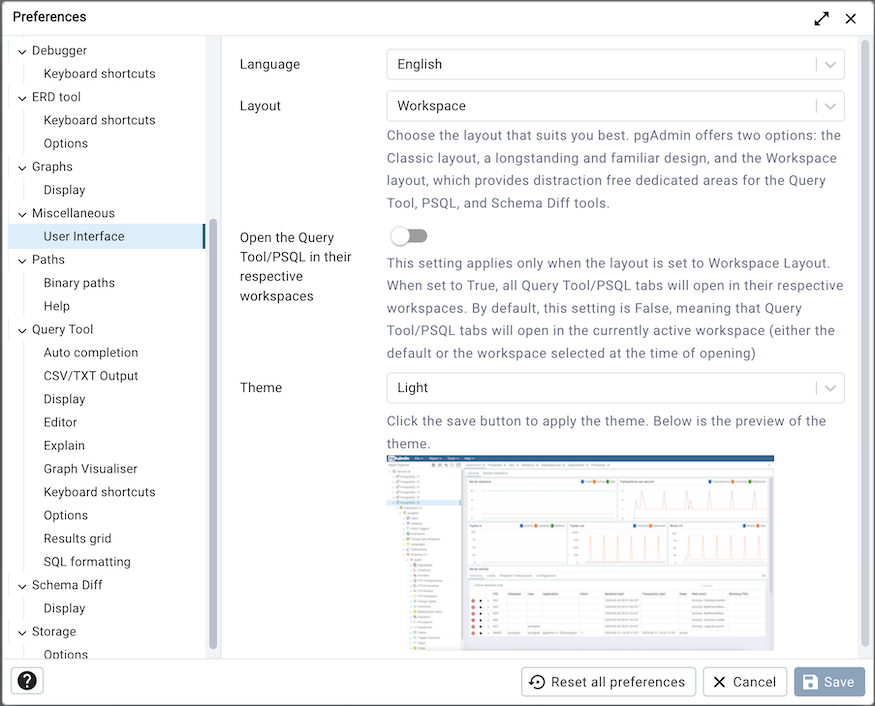 Preferences
Debugger
Keyboard shortcuts
ERD tool
Keyboard shortcuts
Options
Graphs
Display
Miscellaneous
User Interface
Paths
Binary paths
Help
Query Tool
Auto completion
CSV/TXT Output
Display
Editor
Explain
Graph Visualiser
Keyboard shortcuts
Options
Results grid
SQL formatting
Schema Diff
Display
Storage
Options
Language
English
Layout
Workspace
Choose the layout that suits you best. pgAdmin offers two options: the
Classic layout, a longstanding and familiar design, and the Workspace
layout, which provides distraction free dedicated areas for the Query
Tool, PSQL, and Schema Diff tools.
Open the Query
Tool/PSQL in their
respective
workspaces
This setting applies only when the layout is set to Workspace Layout.
When set to True, all Query Tool/PSQL tabs will open in their respective
workspaces. By default, this setting is False, meaning that Query
Tool/PSQL tabs will open in the currently active workspace (either the
default or the workspace selected at the time of opening)
Theme
Light
Click the save button to apply the theme. Below is the preview of the
theme.
Reset all preferences
Cancel
Save